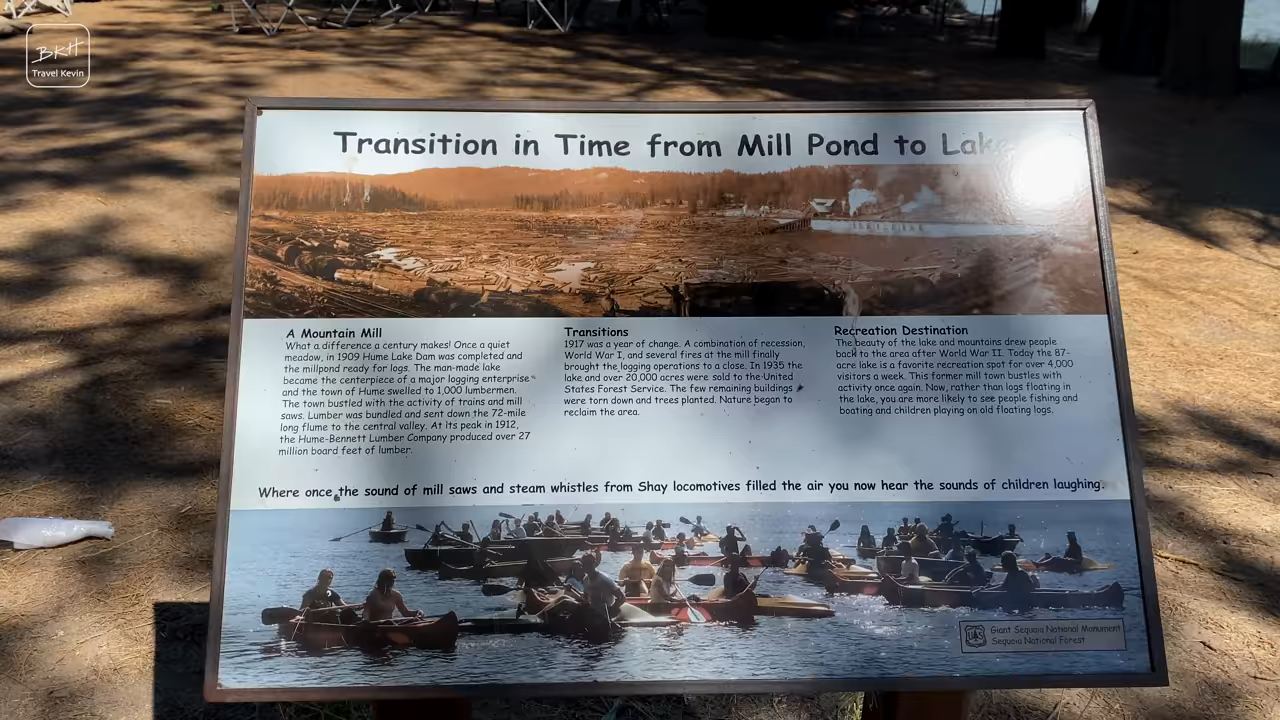 BKH
Travel Kevin
Transition in Time from Mill Pond to Lake
A Mountain Mill
What a difference a century makes! Once a quiet
meadow, in 1909 Hume Lake Dam was completed and
the millpond ready for logs. The man-made lake
became the centerpiece of a major logging enterprise
and the town of Hume swelled to 1,000 lumbermen.
The town bustled with the activity of trains and mill
saws. Lumber was bundled and sent down the 72-mile
long flume to the central valley. At its peak in 1912,
the Hume-Bennett Lumber Company produced over 27
million board feet of lumber.
Transitions
1917 was a year of change. A combination of recession,
World War I, and several fires at the mill finally
brought the logging operations to a close. In 1935 the
lake and over 20,000 acres were sold to the United
States Forest Service. The few remaining buildings
were torn down and trees planted. Nature began to
reclaim the area.
Recreation Destination
The beauty of the lake and mountains drew people
back to the area after World War II. Today the 87-
acre lake is a favorite recreation spot for over 4,000
visitors a week. This former mill town bustles with
activity once again. Now, rather than logs floating in
the lake, you are more likely to see people fishing and
boating and children playing on old floating logs.
Where once the sound of mill saws and steam whistles from Shay locomotives filled the air you now hear the sounds of children laughing.
Giant Sequoia National Monument
Sequoia National Forest